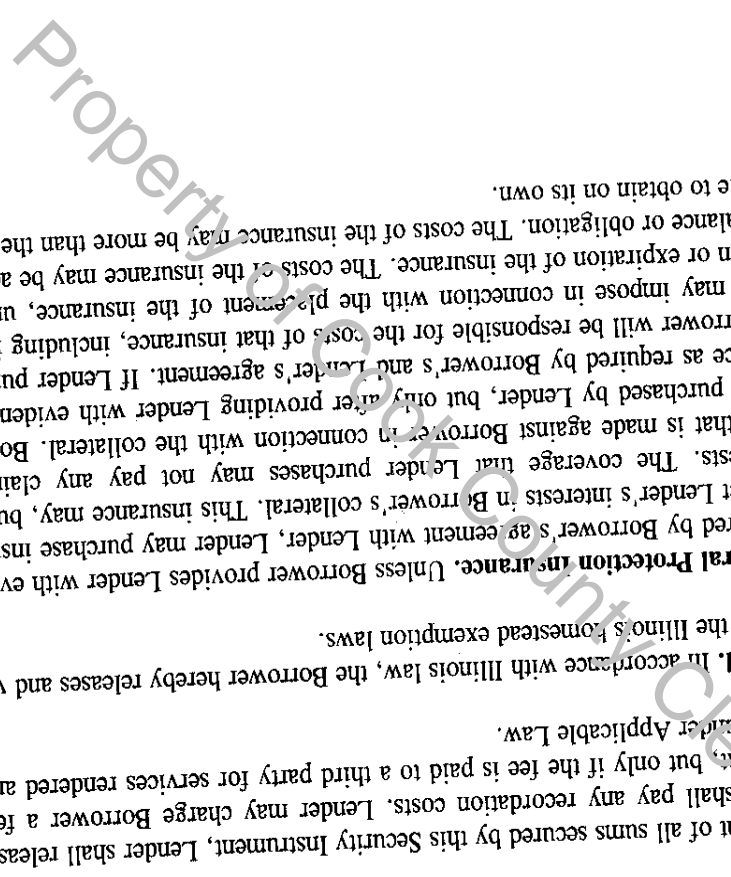 nt of all sums secured by this Security Instrument, Lender shall releas
shall pay any recordation costs. Lender may charge Borrower a fe
nt, but only if the fee is paid to a third party for services rendered an
under Applicable Law.
1. In accordance with Illinois law, the Borrower hereby releases and
the Illinois homestead exemption laws.
ral Protection Insurance. Unless Borrower provides Lender with ev
red by Borrower's agreement with Lender, Lender may purchase ins
ct Lender's interests in Borrower's collateral. This insurance may, bu
ests. The coverage that Lender purchases may not pay any clai
that is made against Borrower in connection with the collateral. Bo
purchased by Lender, but only after providing Lender with eviden
ce as required by Borrower's and Lender's agreement. If Lender pu
rrower will be responsible for the costs of that insurance, including
may impose in connection with the placement of the insurance, u
n or expiration of the insurance. The costs of the insurance may be a
alance or obligation. The costs of the insurance may be more than the
e to obtain on its own.
Property of Cook County Cle